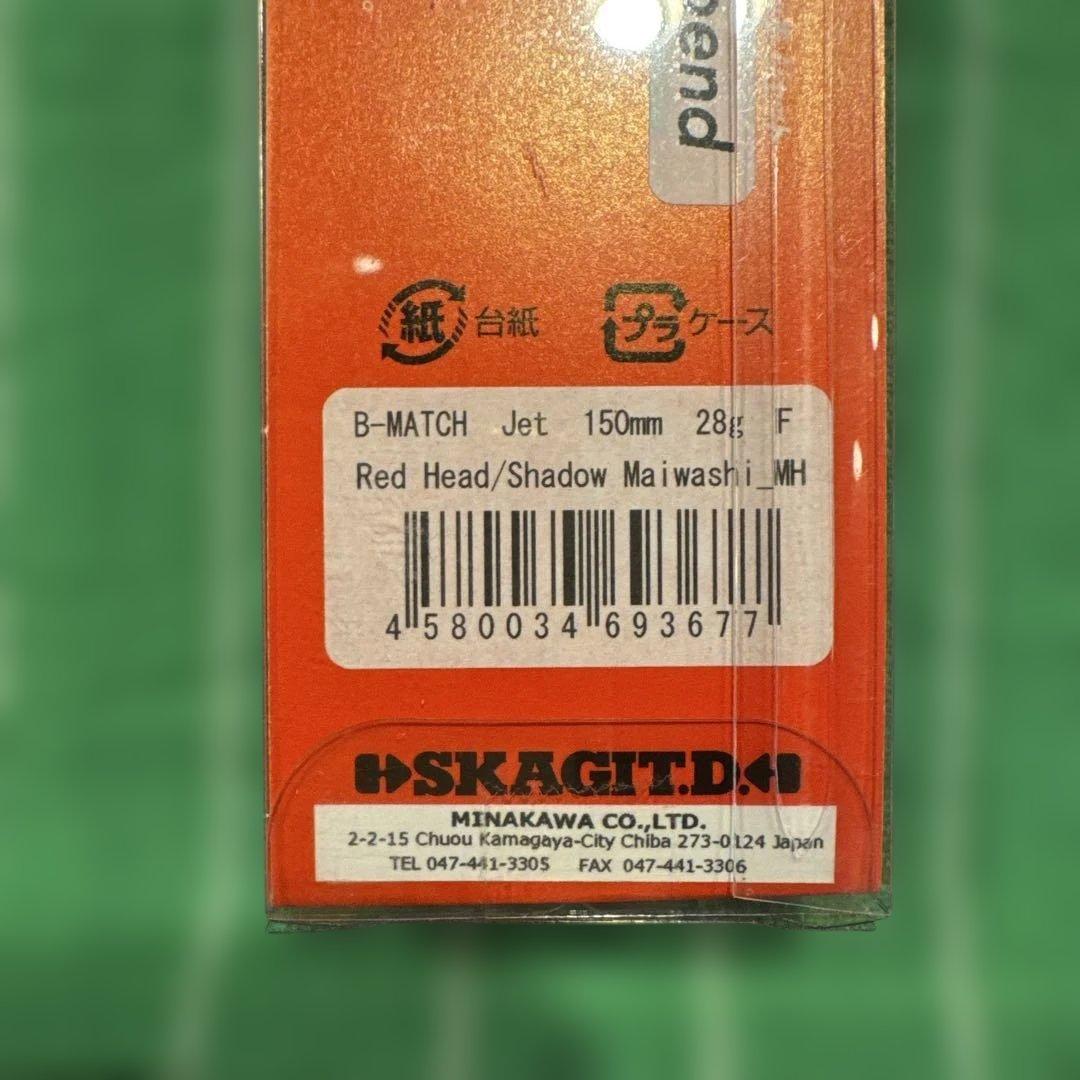 pend
紙 台紙
プラ ケース
B-MATCH Jet 150mm 28g F
Red Head/Shadow Maiwashi_MH
4 580034 693677
SKAGIT.D.
MINAKAWA CO.,LTD.
2-2-15 Chuou Kamagaya-City Chiba 273-0124 Japan
TEL 047-441-3305 FAX 047-441-3306